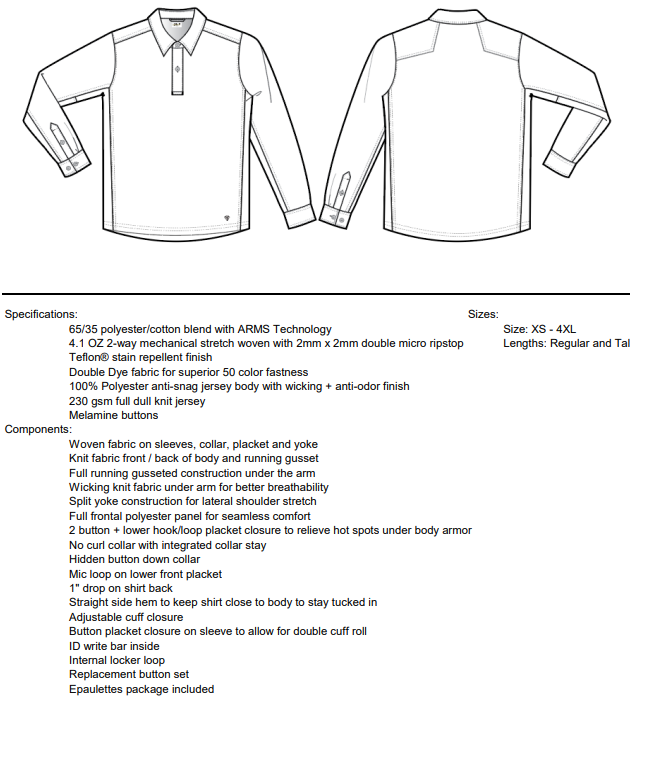 Specifications:
65/35 polyester/cotton blend with ARMS Technology
4.1 OZ 2-way mechanical stretch woven with 2mm x 2mm double micro ripstop
Teflon® stain repellent finish
Double Dye fabric for superior 50 color fastness
100% Polyester anti-snag jersey body with wicking + anti-odor finish
230 gsm full dull knit jersey
Melamine buttons
Sizes:
Size: XS - 4XL
Lengths: Regular and Tal
Components:
Woven fabric on sleeves, collar, placket and yoke
Knit fabric front / back of body and running gusset
Full running gusseted construction under the arm
Wicking knit fabric under arm for better breathability
Split yoke construction for lateral shoulder stretch
Full frontal polyester panel for seamless comfort
2 button + lower hook/loop placket closure to relieve hot spots under body armor
No curl collar with integrated collar stay
Hidden button down collar
Mic loop on lower front placket
1" drop on shirt back
Straight side hem to keep shirt close to body to stay tucked in
Adjustable cuff closure
Button placket closure on sleeve to allow for double cuff roll
ID write bar inside
Internal locker loop
Replacement button set
Epaulettes package included